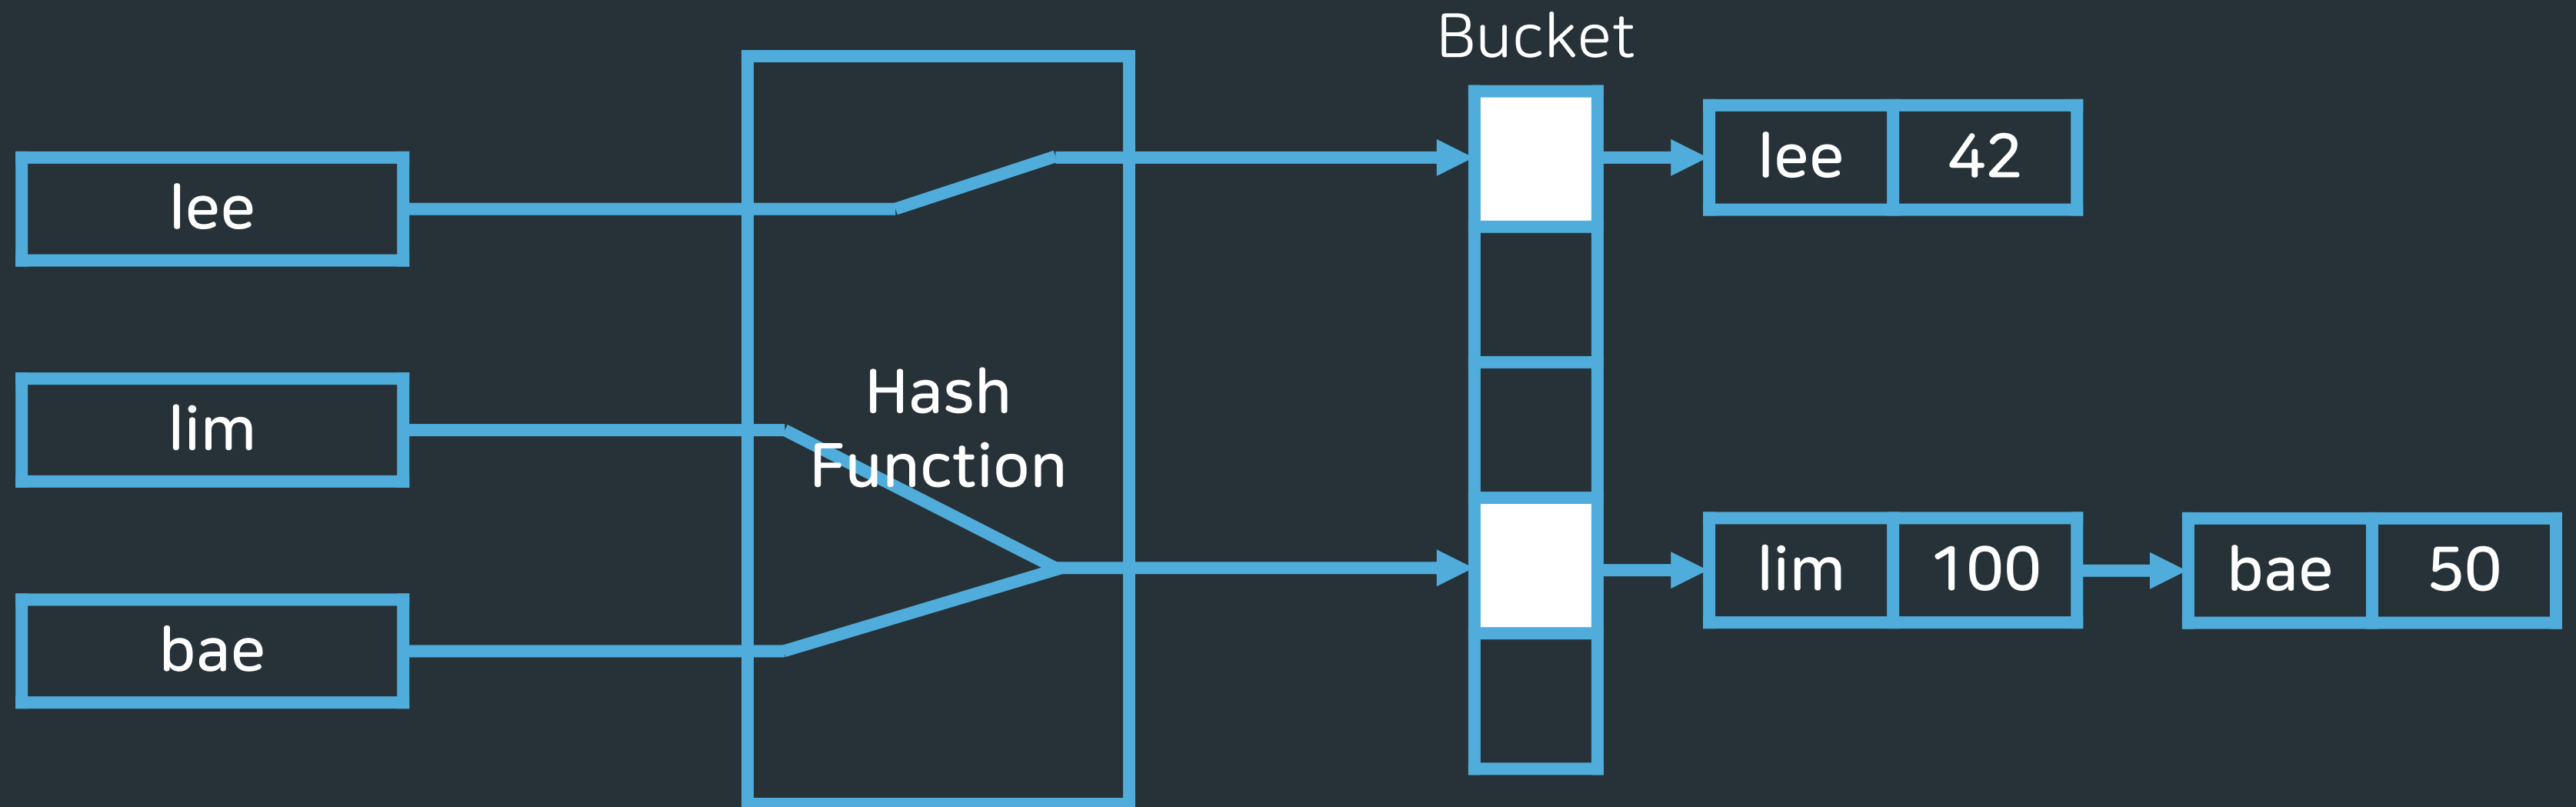 Bucket
lee
lee 42
lim
Hash
Function
lim 100 bae 50
bae